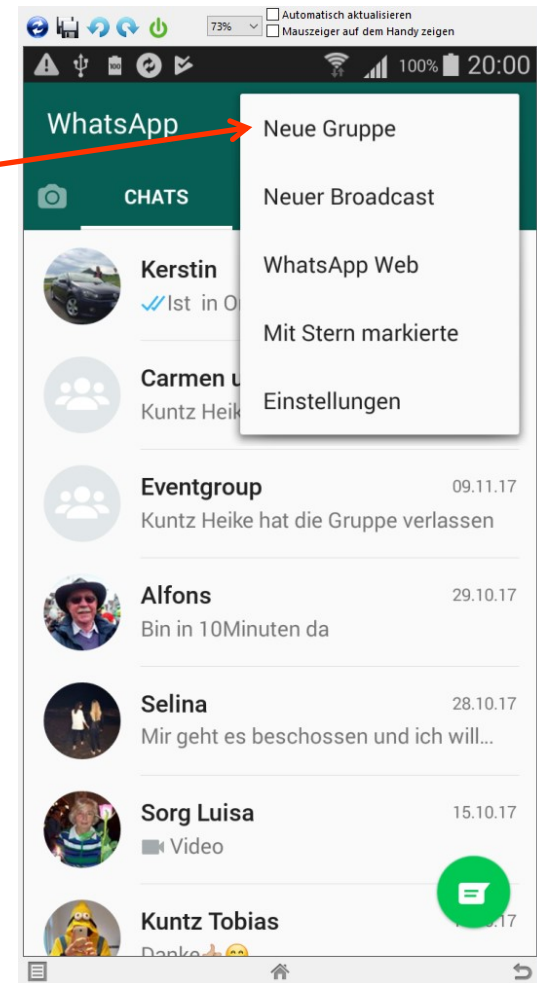 73%
Automatisch aktualisieren
Mauszeiger auf dem Handy zeigen
100% 20:00
WhatsApp
Neue Gruppe
CHATS
Neuer Broadcast
WhatsApp Web
Mit Stern markierte
Einstellungen
Kerstin
Ist in O
Carmen u
Kuntz Heik
Eventgroup 09.11.17
Kuntz Heike hat die Gruppe verlassen
Alfons 29.10.17
Bin in 10Minuten da
Selina 28.10.17
Mir geht es beschossen und ich will...
Sorg Luisa 15.10.17
Video
Kuntz Tobias .17
Danke👍😊